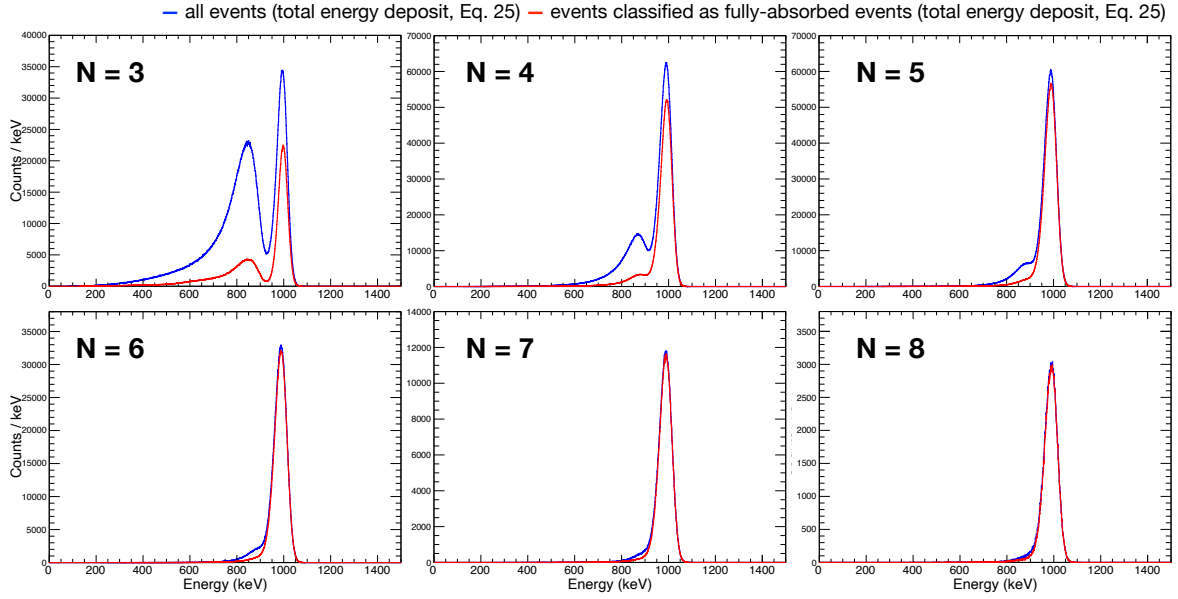 all events (total energy deposit, Eq. 25) events classified as fully-absorbed events (total energy deposit, Eq. 25)
N = 3
Counts / keV
40000
35000
30000
25000
20000
15000
10000
5000
0
0 200 400 600 800 1000 1200 1400
N = 4
70000
60000
50000
40000
30000
20000
10000
0
0 200 400 600 800 1000 1200 1400
N = 5
70000
60000
50000
40000
30000
20000
10000
0
0 200 400 600 800 1000 1200 1400
N = 6
Counts / keV
35000
30000
25000
20000
15000
10000
5000
0
0 200 400 600 800 1000 1200 1400
Energy (keV)
N = 7
14000
12000
10000
8000
6000
4000
2000
0
0 200 400 600 800 1000 1200 1400
Energy (keV)
N = 8
3500
3000
2500
2000
1500
1000
500
0
0 200 400 600 800 1000 1200 1400
Energy (keV)